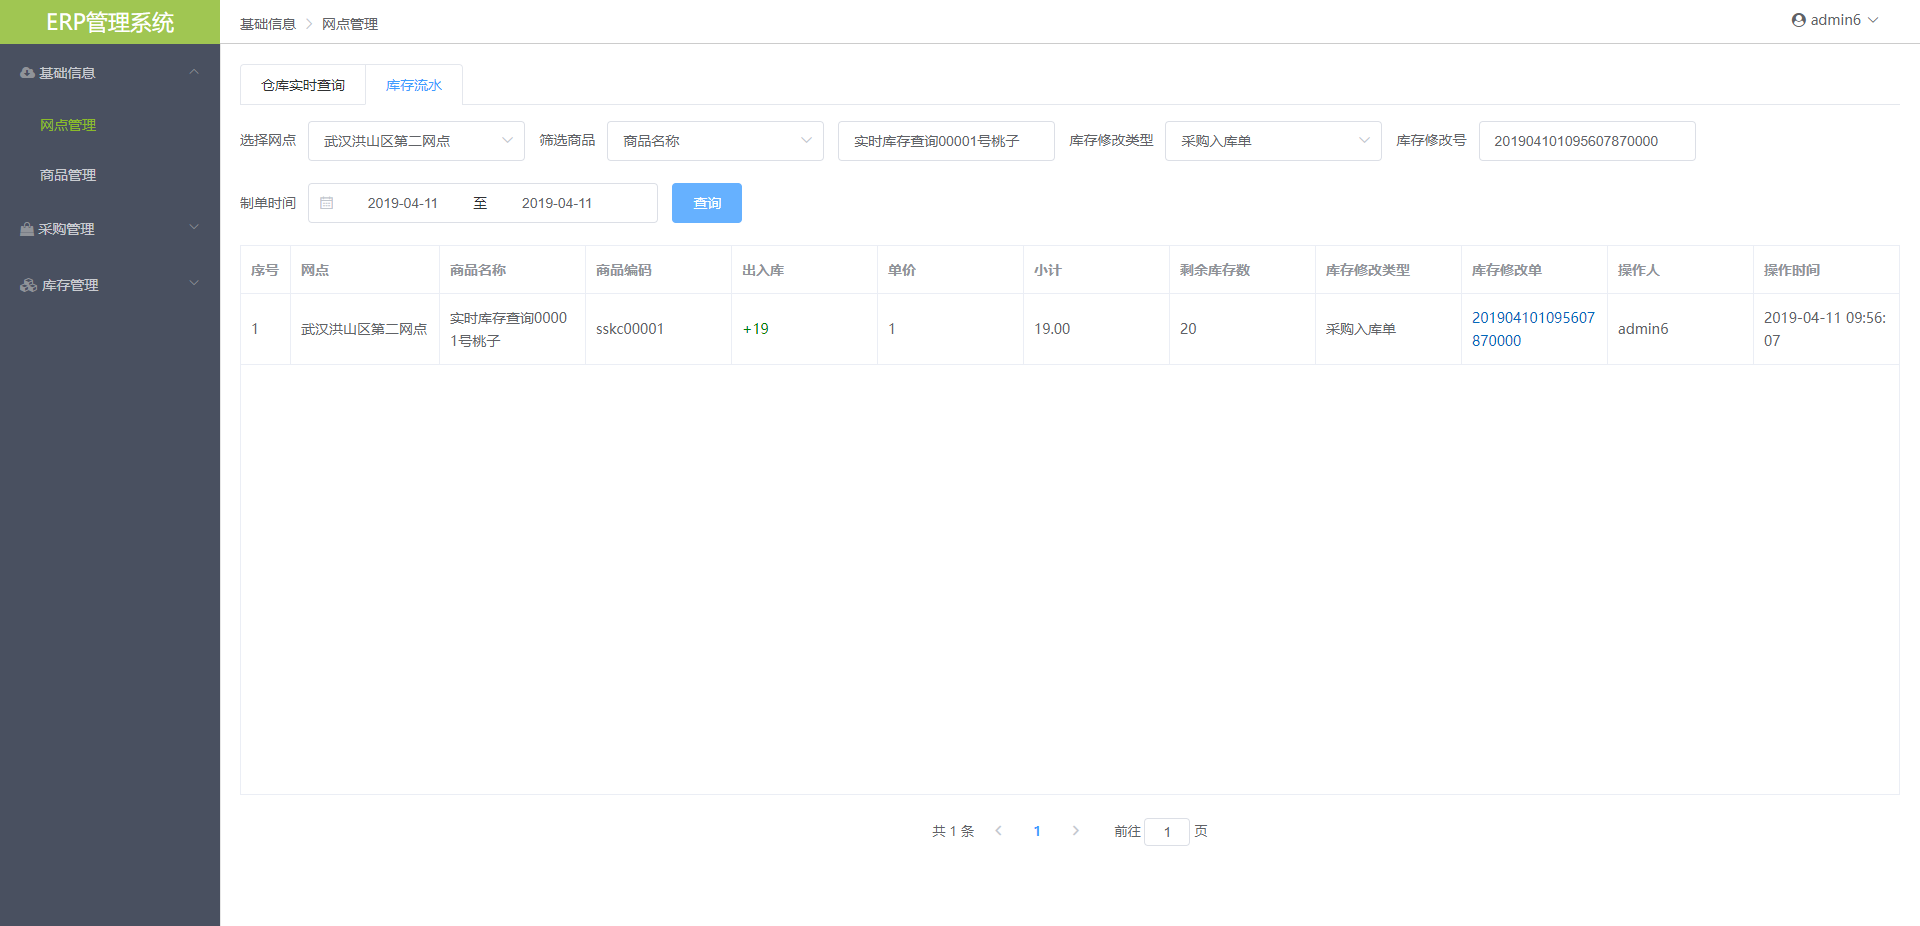 ERP管理系统
基础信息 网点管理
admin6
基础信息
网点管理
商品管理
采购管理
库存管理
仓库实时查询 库存流水
选择网点 武汉洪山区第二网点 筛选商品 商品名称 实时库存查询00001号桃子 库存修改类型 采购入库单 库存修改号 201904101095607870000
制单时间 2019-04-11 至 2019-04-11 查询
序号 网点 商品名称 商品编码 出入库 单价 小计 剩余库存数 库存修改类型 库存修改单 操作人 操作时间
1 武汉洪山区第二网点 实时库存查询0000 sskc00001 +19 1 19.00 20 采购入库单 201904101095607 admin6 2019-04-11 09:56:
1号桃子 870000 07
共 1 条 1 前往 1 页